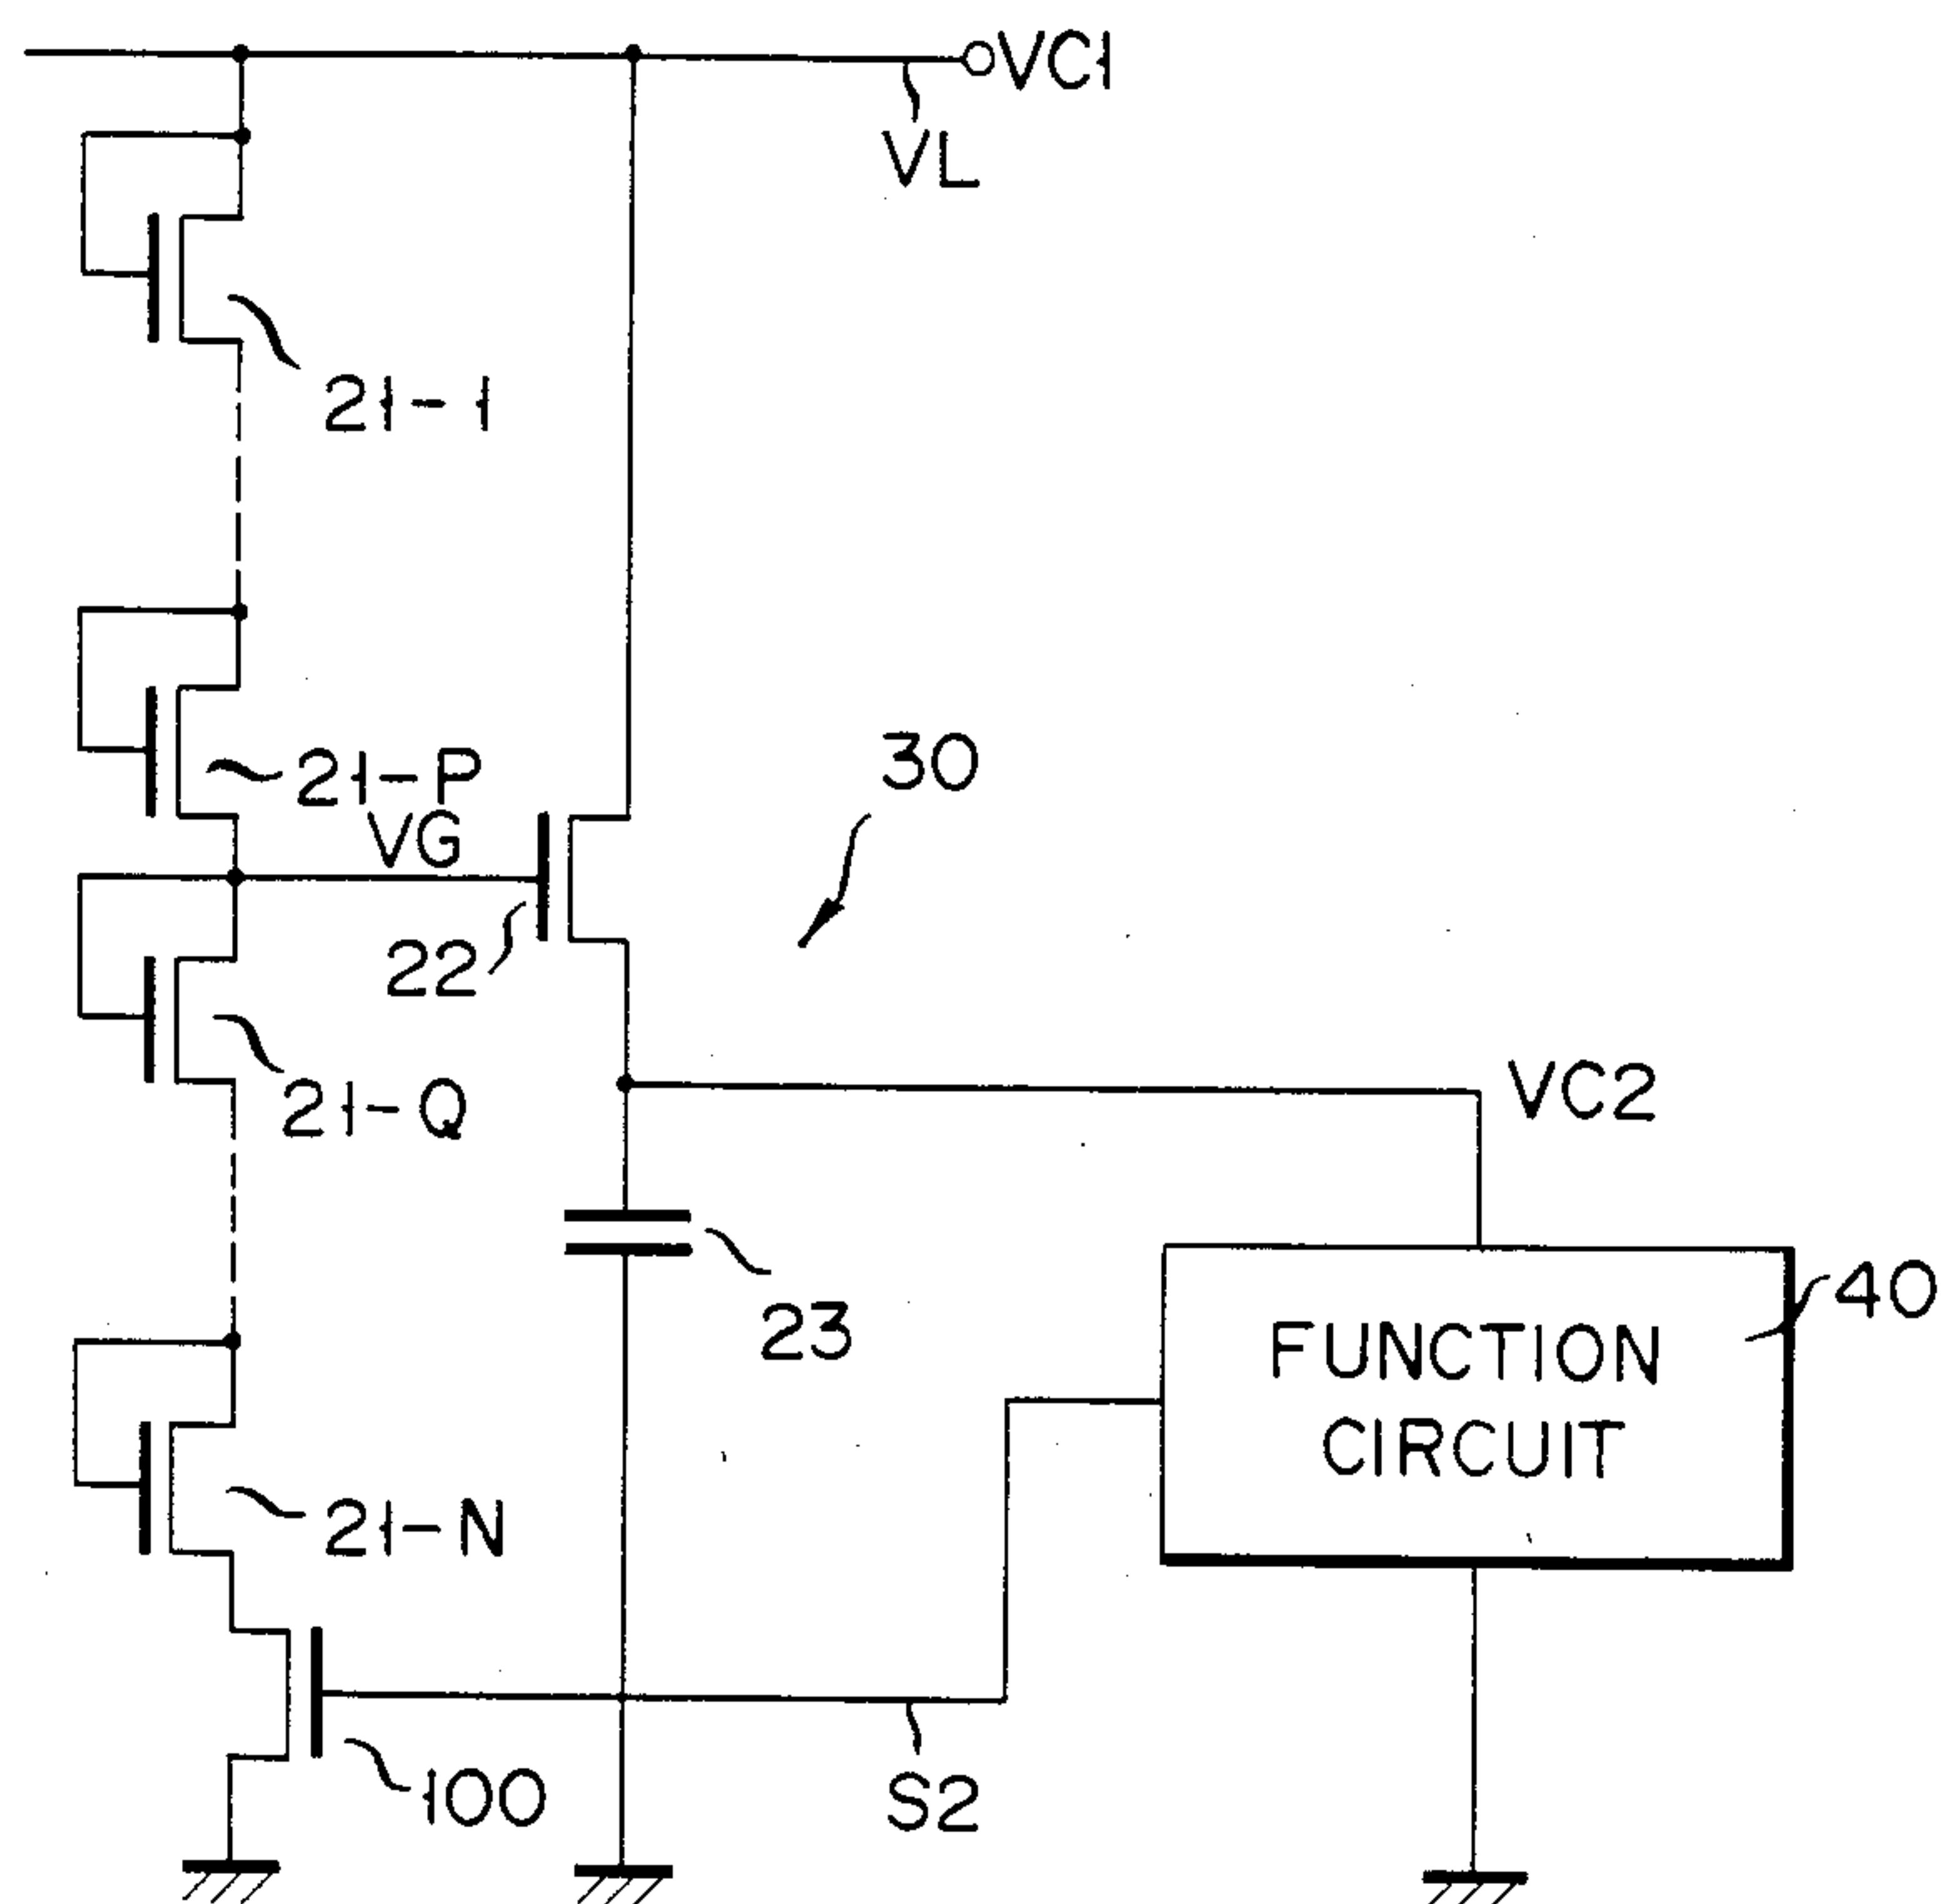 VC1
VL
21-1
21-P
VG
30
22
21-Q
VC2
23
40
FUNCTION
CIRCUIT
21-N
100
S2